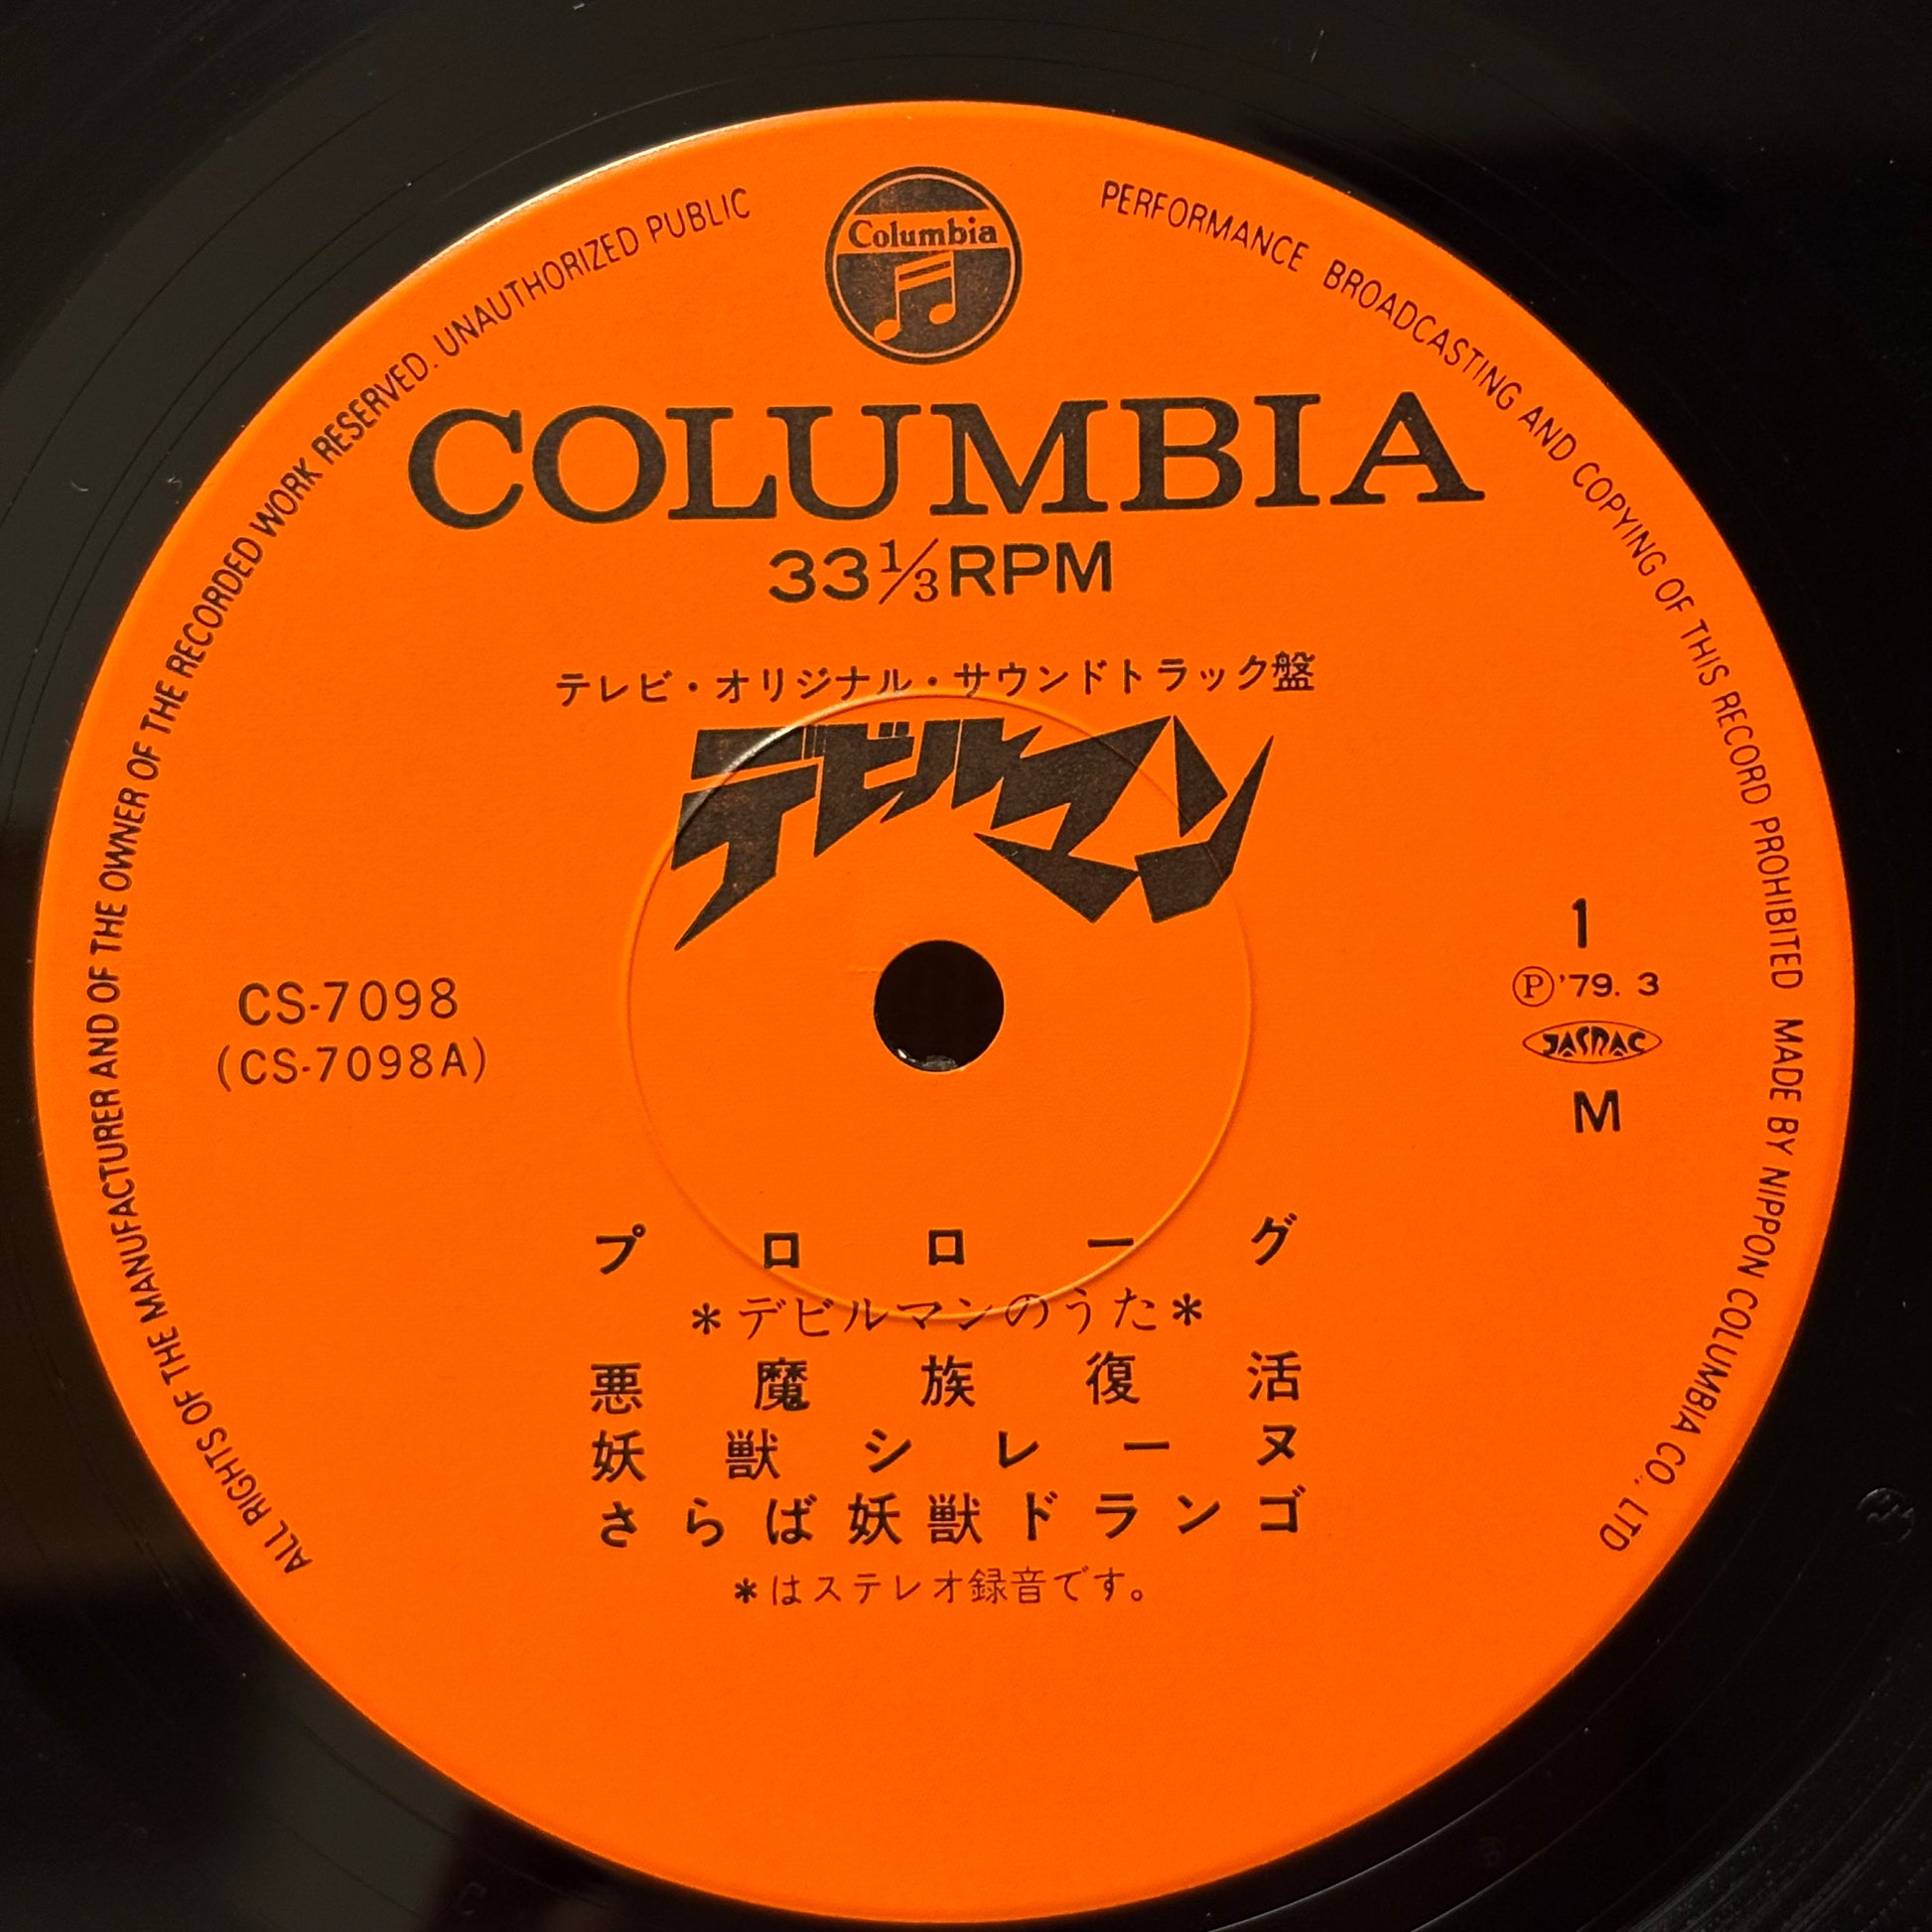 ALL RIGHTS OF THE MANUFACTURER AND OF THE OWNER OF THE RECORDED WORK RESERVED. UNAUTHORIZED PUBLIC PERFORMANCE BROADCASTING AND COPYING OF THIS RECORD PROHIBITED MADE BY NIPPON COLUMBIA CO., LTD
Columbia
COLUMBIA
33⅓RPM
テレビ・オリジナル・サウンドトラック盤
デビルマン
CS-7098
(CS-7098A)
1
Ⓟ'79. 3
JASRAC
M
プロローグ
*デビルマンのうた*
悪魔族復活
妖獣シレーヌ
さらば妖獣ドランゴ
*はステレオ録音です。